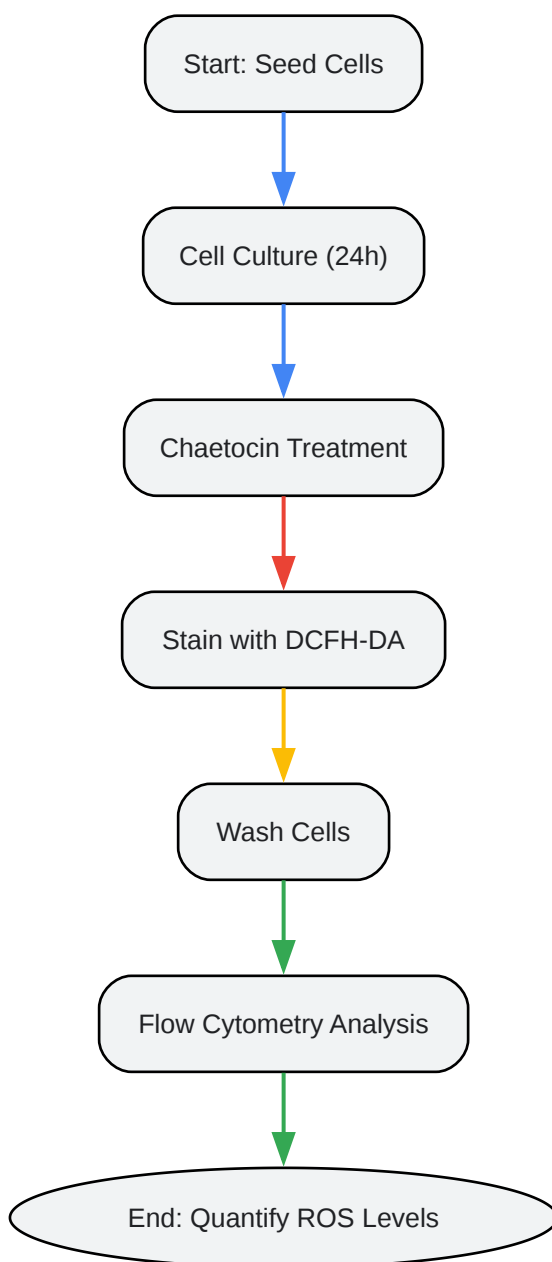 Start: Seed Cells
Cell Culture (24h)
Chaetocin Treatment
Stain with DCFH-DA
Wash Cells
Flow Cytometry Analysis
End: Quantify ROS Levels